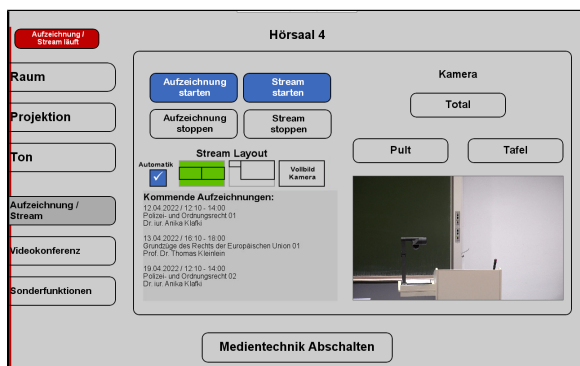 Aufzeichnung /
Stream läuft
Hörsaal 4
Raum
Projektion
Ton
Aufzeichnung /
Stream
Videokonferenz
Sonderfunktionen
Aufzeichnung
starten
Stream
starten
Aufzeichnung
stoppen
Stream
stoppen
Stream Layout
Automatik
Vollbild
Kamera
Kommende Aufzeichnungen:
12.04.2022 / 12:10 - 14:00
Polizei- und Ordnungsrecht 01
Dr. iur. Anika Klafki
13.04.2022 / 16:10 - 18:00
Grundzüge des Rechts der Europäischen Union 01
Prof. Dr. Thomas Kleinlein
19.04.2022 / 12:10 - 14:00
Polizei- und Ordnungsrecht 02
Dr. iur. Anika Klafki
Kamera
Total
Pult
Tafel
Medientechnik Abschalten